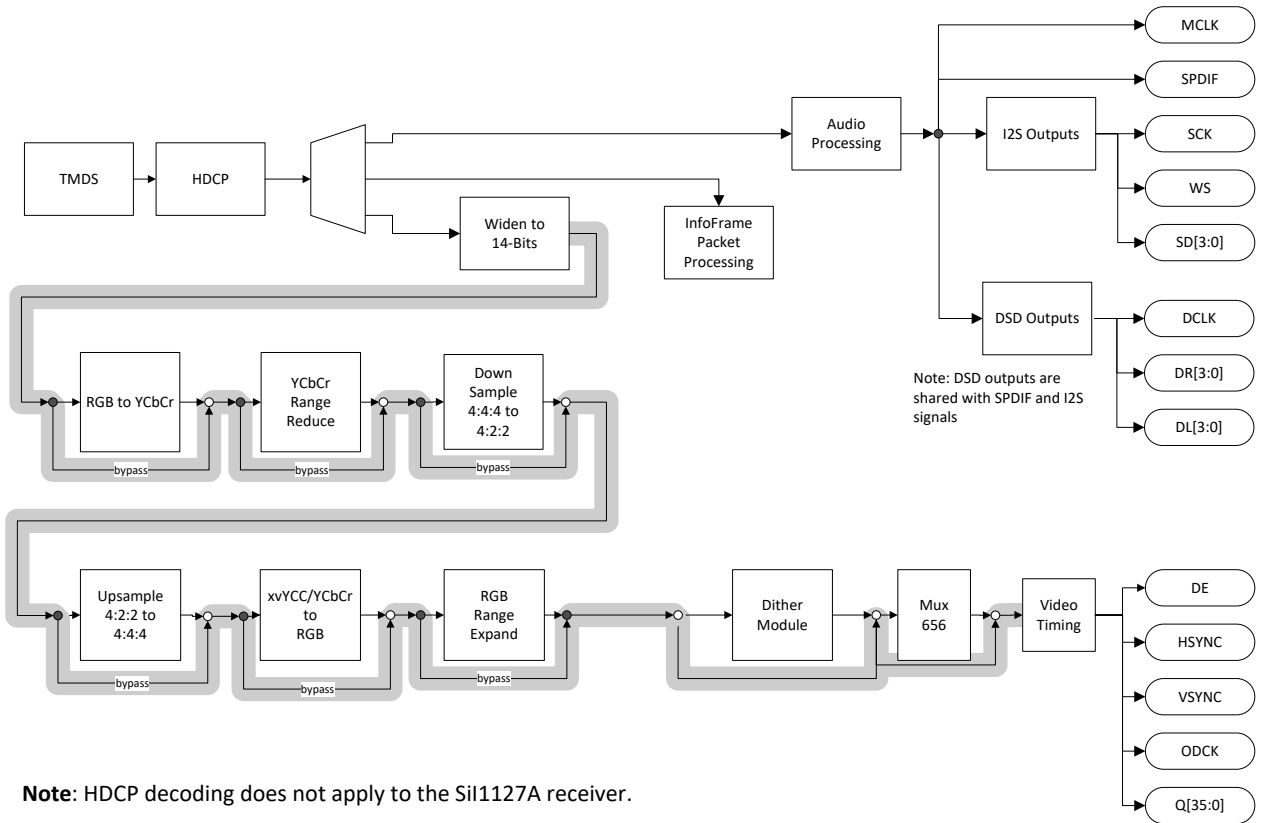 MCLK
SPDIF
Audio
Processing
I2S Outputs
SCK
TMDS
HDCP
WS
Widen to
14-Bits
InfoFrame
Packet
Processing
SD[3:0]
DSD Outputs
DCLK
Note: DSD outputs are
shared with SPDIF and I2S
signals
DR[3:0]
DL[3:0]
RGB to YCbCr
bypass
YCbCr
Range
Reduce
bypass
Down
Sample
4:4:4 to
4:2:2
bypass
Upsample
4:2:2 to
4:4:4
bypass
xvYCC/YCbCr
to
RGB
bypass
RGB
Range
Expand
bypass
Dither
Module
Mux
656
Video
Timing
DE
HSYNC
VSYNC
ODCK
Q[35:0]
Note: HDCP decoding does not apply to the SiI1127A receiver.